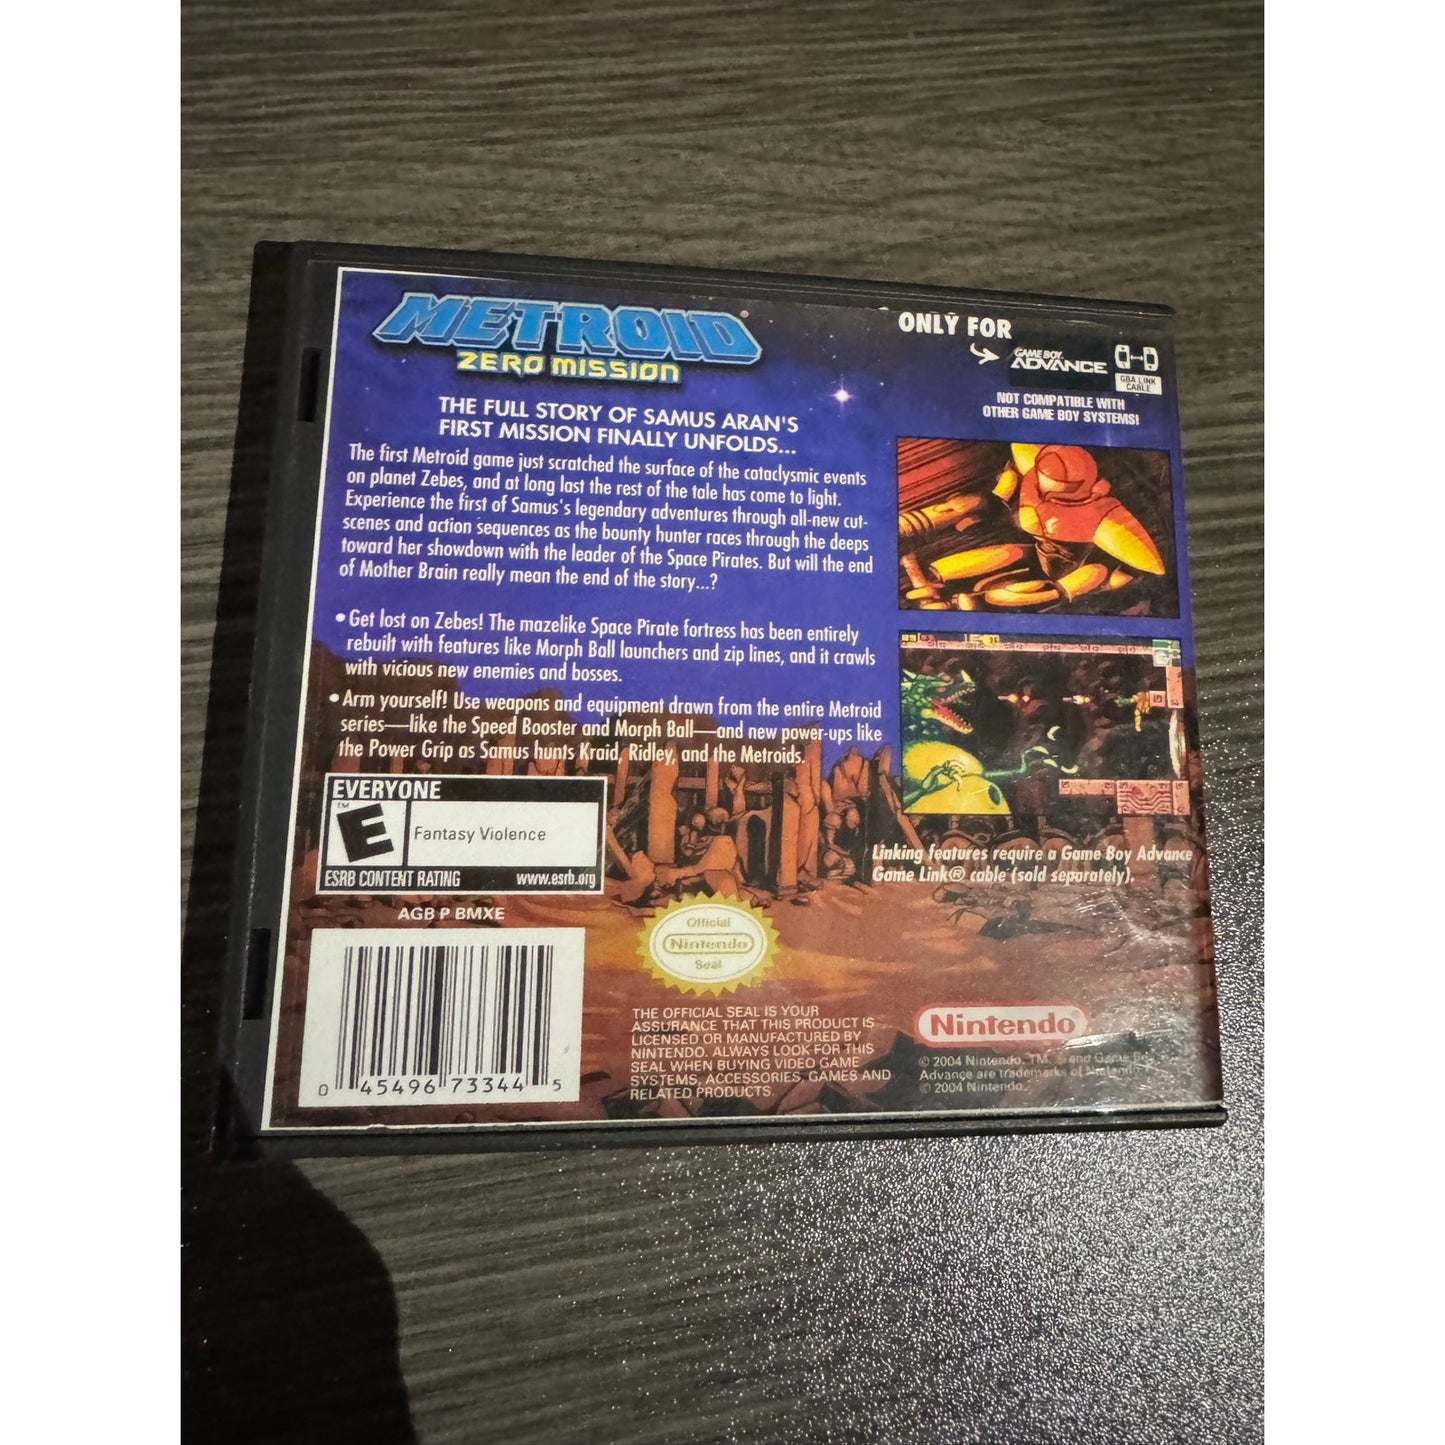 METROID®
ZERO MISSION
ONLY FOR
GAME BOY
ADVANCE
GBA LINK
CABLE
NOT COMPATIBLE WITH
OTHER GAME BOY SYSTEMS!
THE FULL STORY OF SAMUS ARAN'S
FIRST MISSION FINALLY UNFOLDS...
The first Metroid game just scratched the surface of the cataclysmic events
on planet Zebes, and at long last the rest of the tale has come to light.
Experience the first of Samus's legendary adventures through all-new cut-
scenes and action sequences as the bounty hunter races through the deeps
toward her showdown with the leader of the Space Pirates. But will the end
of Mother Brain really mean the end of the story...?
• Get lost on Zebes! The mazelike Space Pirate fortress has been entirely
rebuilt with features like Morph Ball launchers and zip lines, and it crawls
with vicious new enemies and bosses.
• Arm yourself! Use weapons and equipment drawn from the entire Metroid
series—like the Speed Booster and Morph Ball—and new power-ups like
the Power Grip as Samus hunts Kraid, Ridley, and the Metroids.
Linking features require a Game Boy Advance
Game Link® cable (sold separately).
EVERYONE
E™
Fantasy Violence
ESRB CONTENT RATING www.esrb.org
AGB P BMXE
0 45496 73344 5
Official
Nintendo
Seal
THE OFFICIAL SEAL IS YOUR
ASSURANCE THAT THIS PRODUCT IS
LICENSED OR MANUFACTURED BY
NINTENDO. ALWAYS LOOK FOR THIS
SEAL WHEN BUYING VIDEO GAME
SYSTEMS, ACCESSORIES, GAMES AND
RELATED PRODUCTS.
Nintendo®
© 2004 Nintendo. TM, ® and Game
Advance are trademarks of Nintendo.
© 2004 Nintendo.